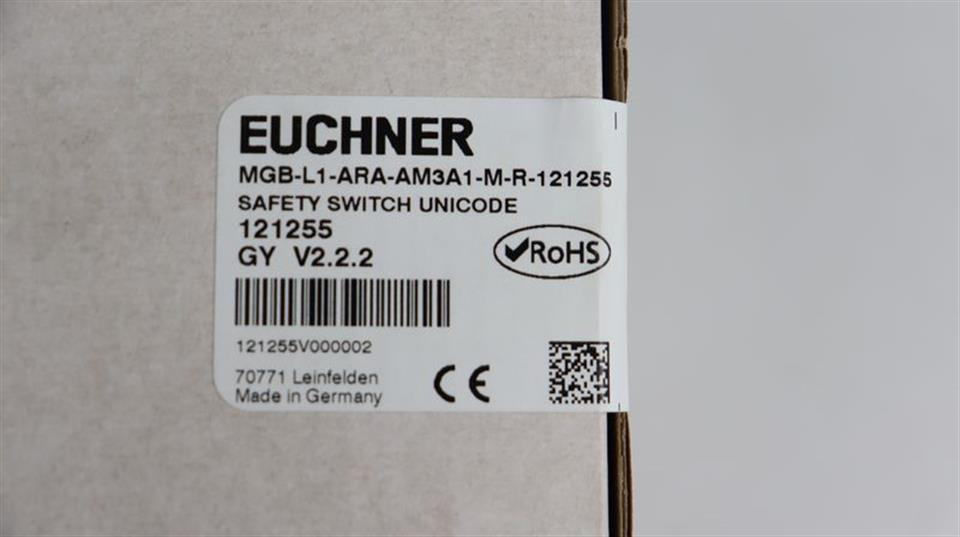 EUCHNER
MGB-L1-ARA-AM3A1-M-R-121255
SAFETY SWITCH UNICODE
121255
GY V2.2.2
RoHS
121255V000002
70771 Leinfelden
Made in Germany
CE